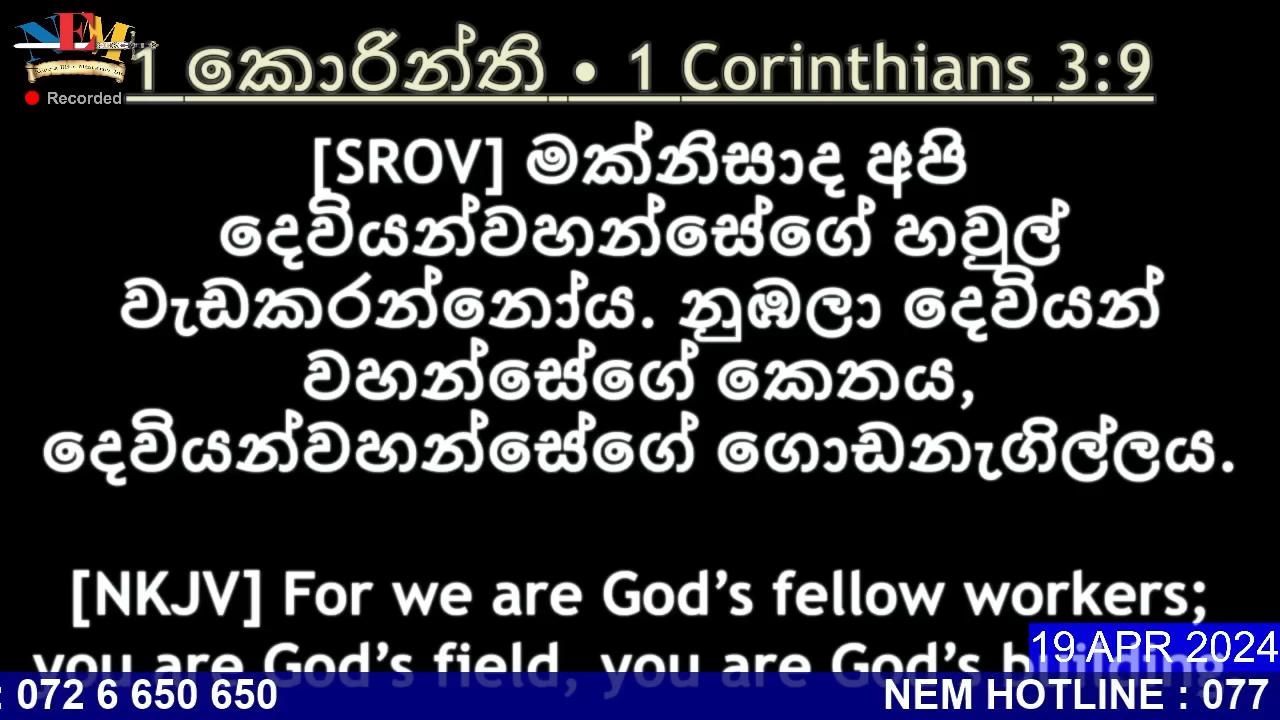 NEM
Recorded
1 කොරින්ති • 1 Corinthians 3:9
[SROV] මක්නිසාද අපි
දෙවියන්වහන්සේගේ හවුල්
වැඩකරන්නෝය. නුඹලා දෙවියන්
වහන්සේගේ කෙතය,
දෙවියන්වහන්සේගේ ගොඩනැගිල්ලය.
[NKJV] For we are God’s fellow workers;
you are God’s field, you are God’s building
19 APR 2024
: 072 6 650 650
NEM HOTLINE : 077